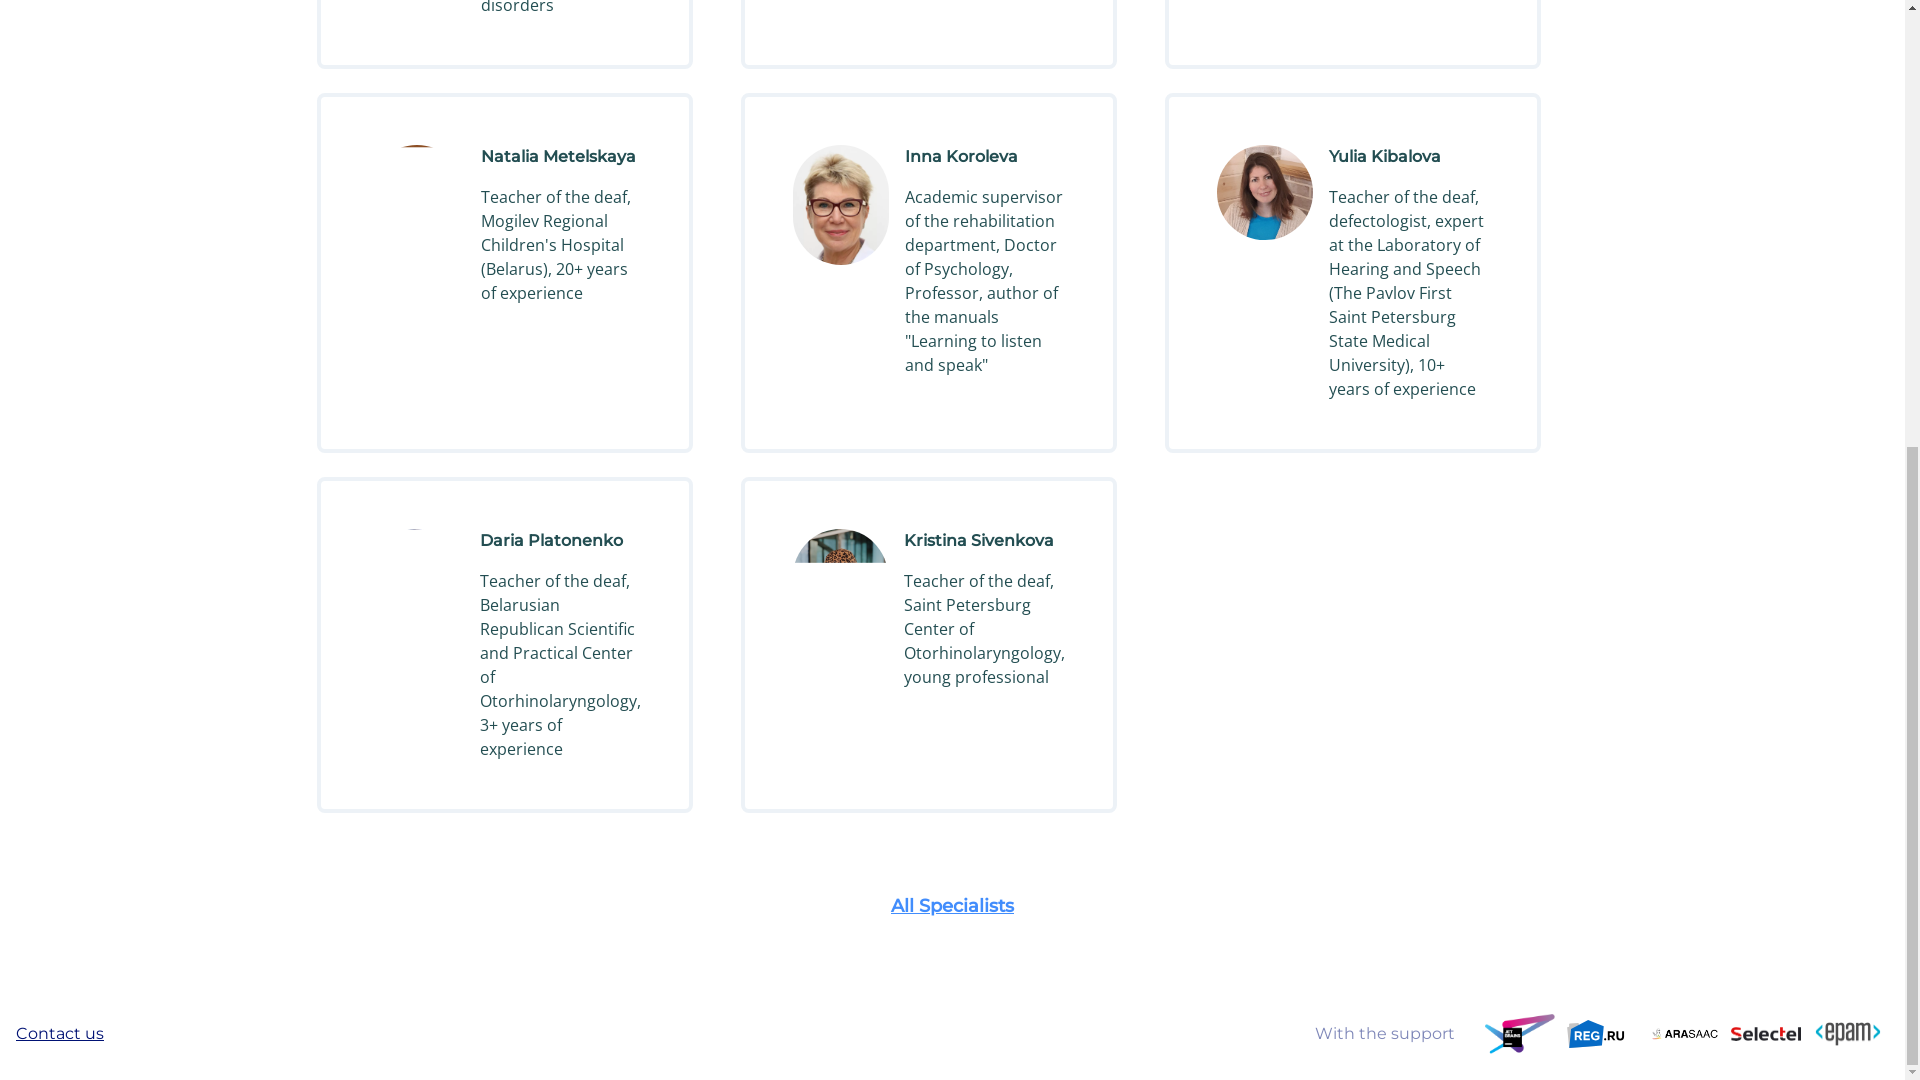 disorders
Natalia Metelskaya
Teacher of the deaf,
Mogilev Regional
Children's Hospital
(Belarus), 20+ years
of experience
Inna Koroleva
Academic supervisor
of the rehabilitation
department, Doctor
of Psychology,
Professor, author of
the manuals
"Learning to listen
and speak"
Yulia Kibalova
Teacher of the deaf,
defectologist, expert
at the Laboratory of
Hearing and Speech
(The Pavlov First
Saint Petersburg
State Medical
University), 10+
years of experience
Daria Platonenko
Teacher of the deaf,
Belarusian
Republican Scientific
and Practical Center
of
Otorhinolaryngology,
3+ years of
experience
Kristina Sivenkova
Teacher of the deaf,
Saint Petersburg
Center of
Otorhinolaryngology,
young professional
All Specialists
Contact us
With the support
JET
BRAINS
REG.RU
ARASAAC
Selectel
<epam>